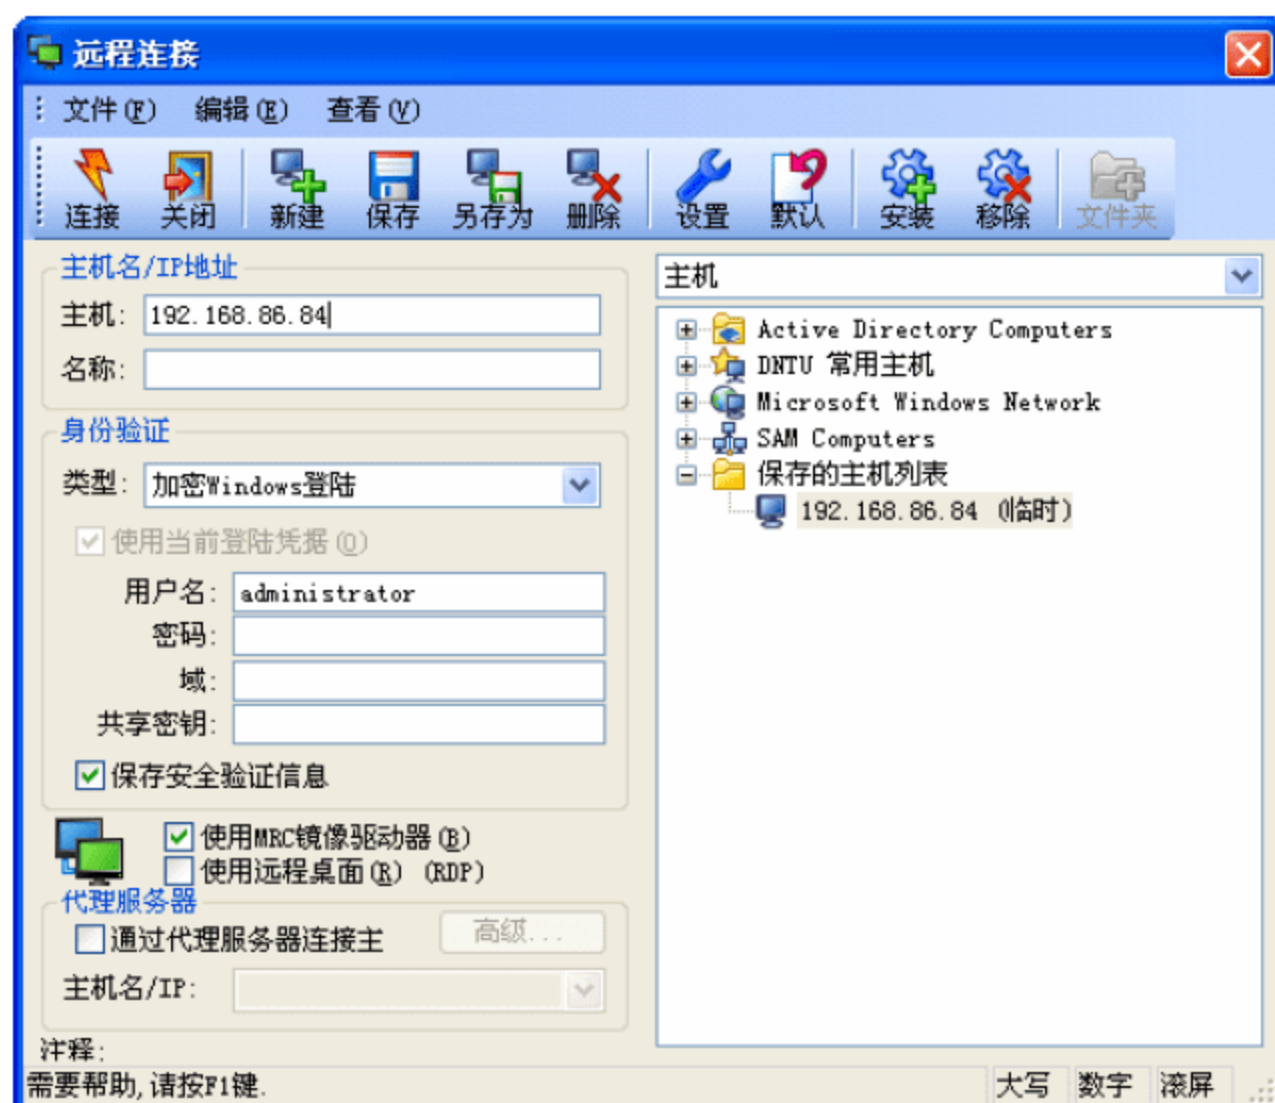 远程连接
文件(F) 编辑(E) 查看(V)
连接 关闭 新建 保存 另存为 删除 设置 默认 安装 移除 文件夹
主机名/IP地址
主机: 192.168.86.84
名称:
身份验证
类型: 加密Windows登陆
使用当前登陆凭据(O)
用户名: administrator
密码:
域:
共享密钥:
保存安全验证信息
使用MRC镜像驱动器(B)
使用远程桌面(R) (RDP)
代理服务器
通过代理服务器连接主 高级...
主机名/IP:
注释:
主机
Active Directory Computers
DNTU 常用主机
Microsoft Windows Network
SAM Computers
保存的主机列表
192.168.86.84 (临时)
需要帮助,请按F1键. 大写 数字 滚屏